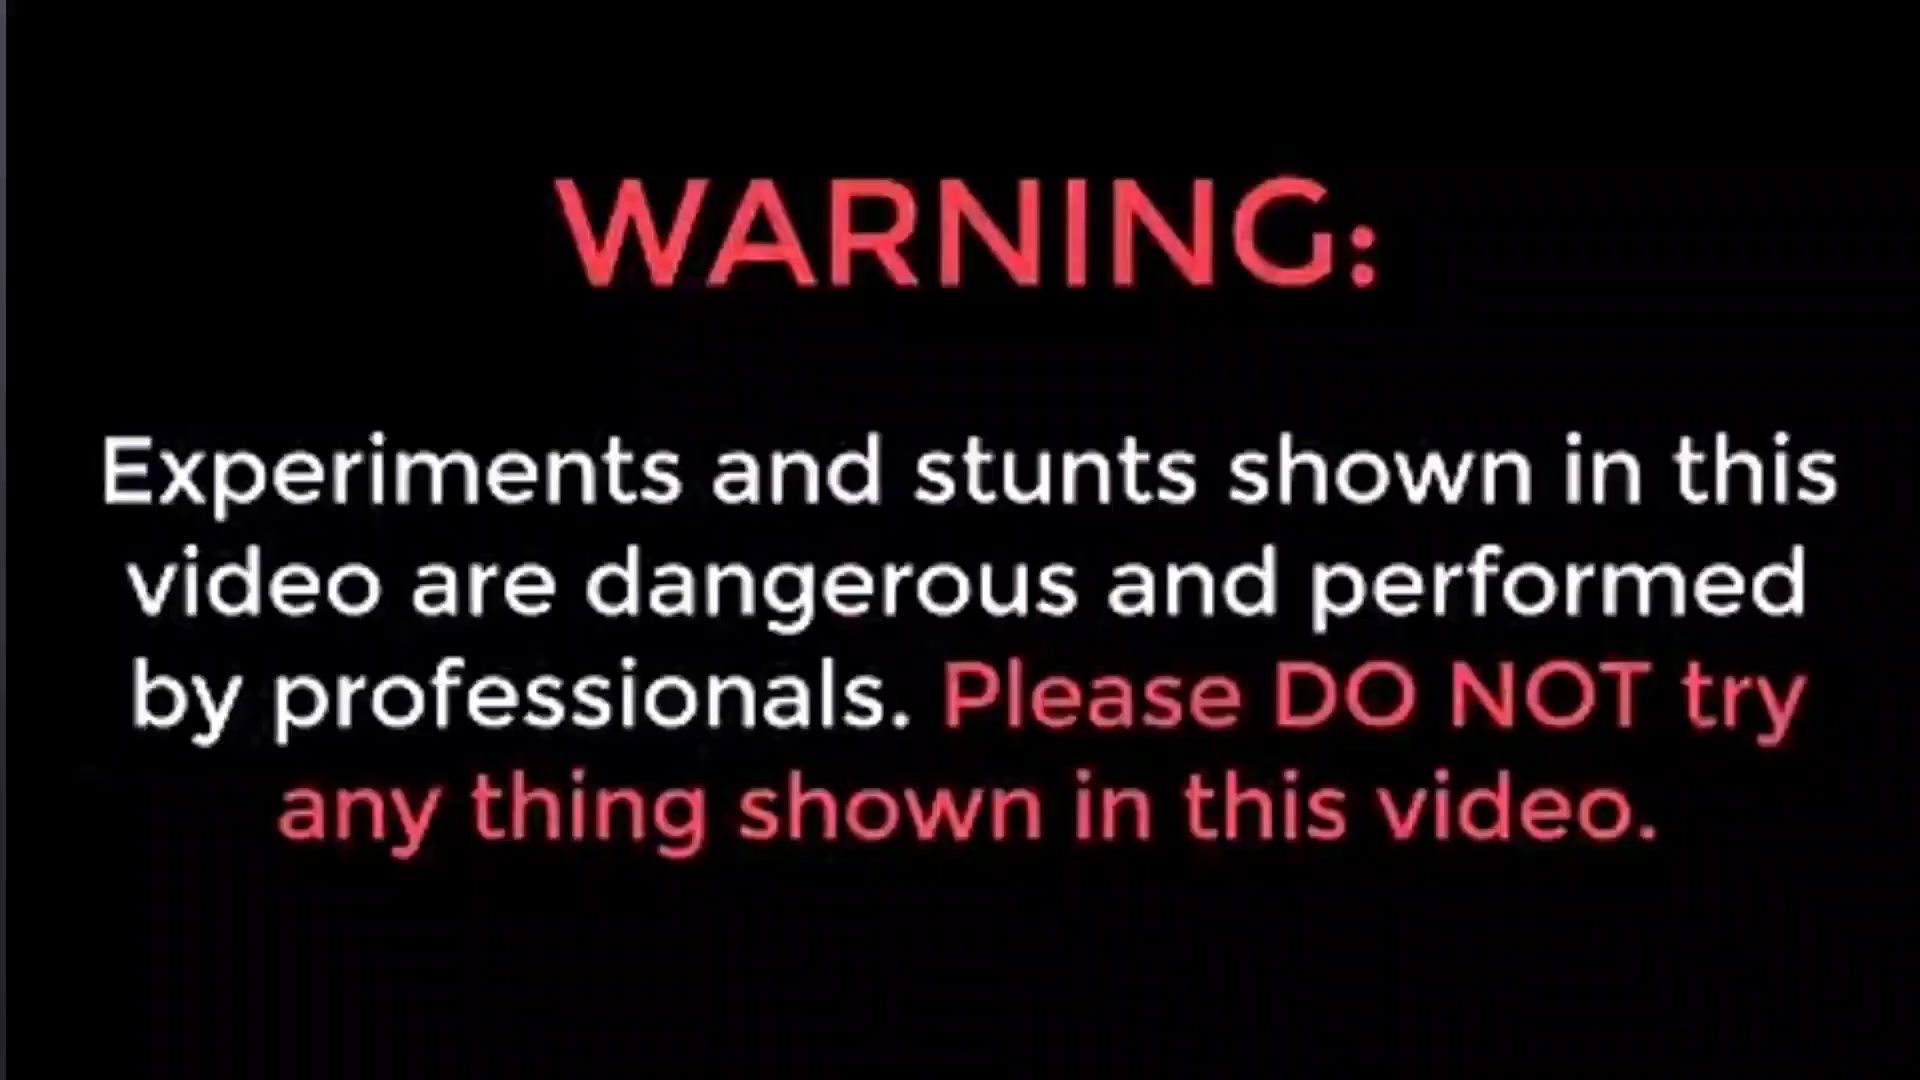 WARNING:
Experiments and stunts shown in this
video are dangerous and performed
by professionals. Please DO NOT try
any thing shown in this video.